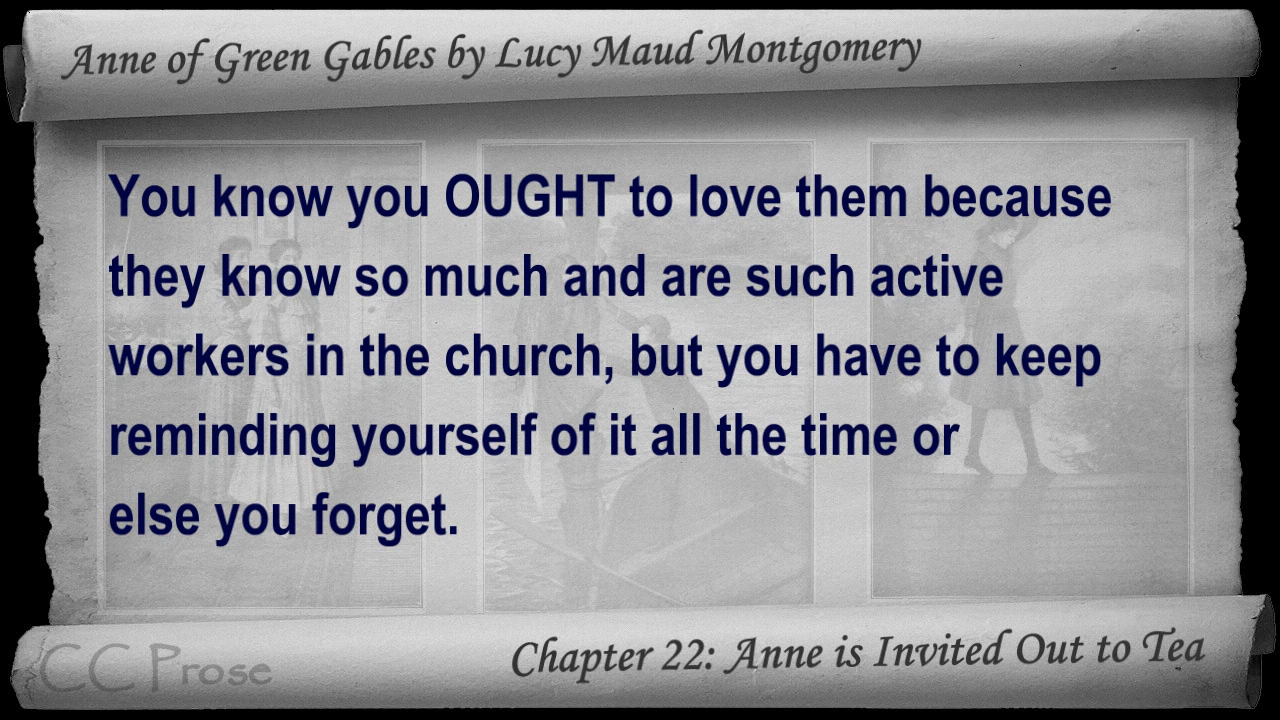 Anne of Green Gables by Lucy Maud Montgomery
You know you OUGHT to love them because
they know so much and are such active
workers in the church, but you have to keep
reminding yourself of it all the time or
else you forget.
CC Prose
Chapter 22: Anne is Invited Out to Tea